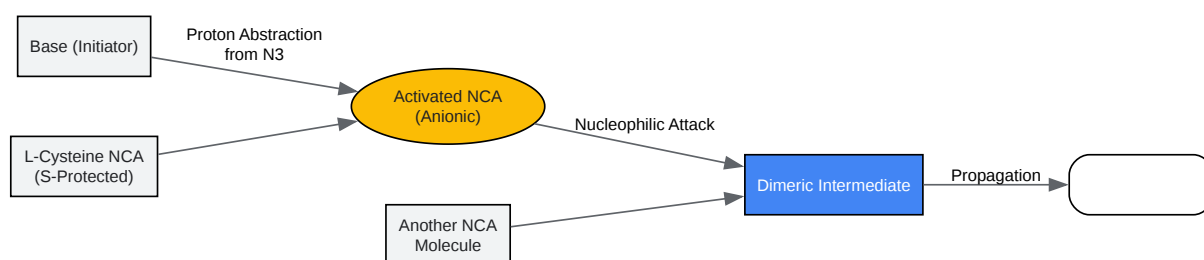 Base (Initiator)
Proton Abstraction
from N3
Activated NCA
(Anionic)
L-Cysteine NCA
(S-Protected)
Nucleophilic Attack
Another NCA
Molecule
Dimeric Intermediate
Propagation